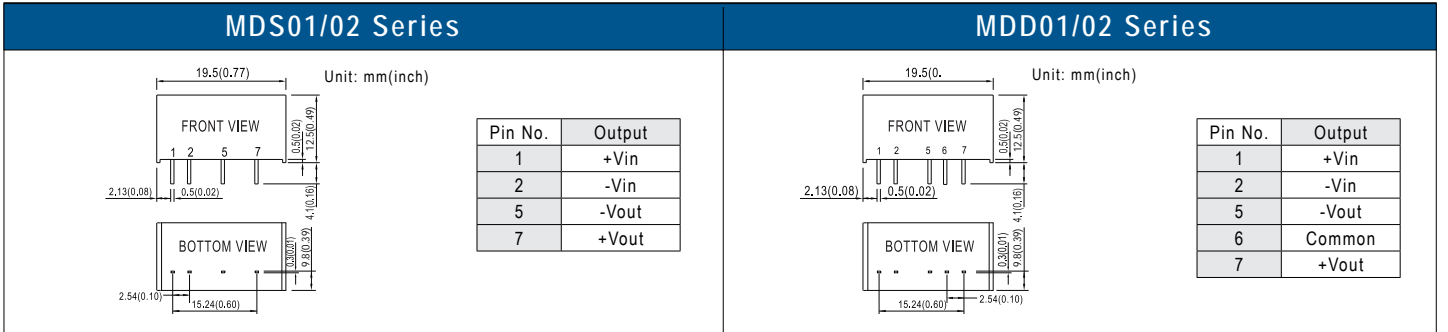 MDS01/02 Series
19.5(0.77)
Unit: mm(inch)
FRONT VIEW
0.5(0.02)
12.5(0.49)
1 2 5 7
2.13(0.08)
0.5(0.02)
4.1(0.16)
BOTTOM VIEW
0.3(0.01)
9.8(0.39)
2.54(0.10)
15.24(0.60)
Pin No. Output
1 +Vin
2 -Vin
5 -Vout
7 +Vout
MDD01/02 Series
19.5(0.
Unit: mm(inch)
FRONT VIEW
0.5(0.02)
12.5(0.49)
1 2 5 6 7
2.13(0.08)
0.5(0.02)
4.1(0.16)
BOTTOM VIEW
0.3(0.01)
9.8(0.39)
15.24(0.60)
2.54(0.10)
Pin No. Output
1 +Vin
2 -Vin
5 -Vout
6 Common
7 +Vout